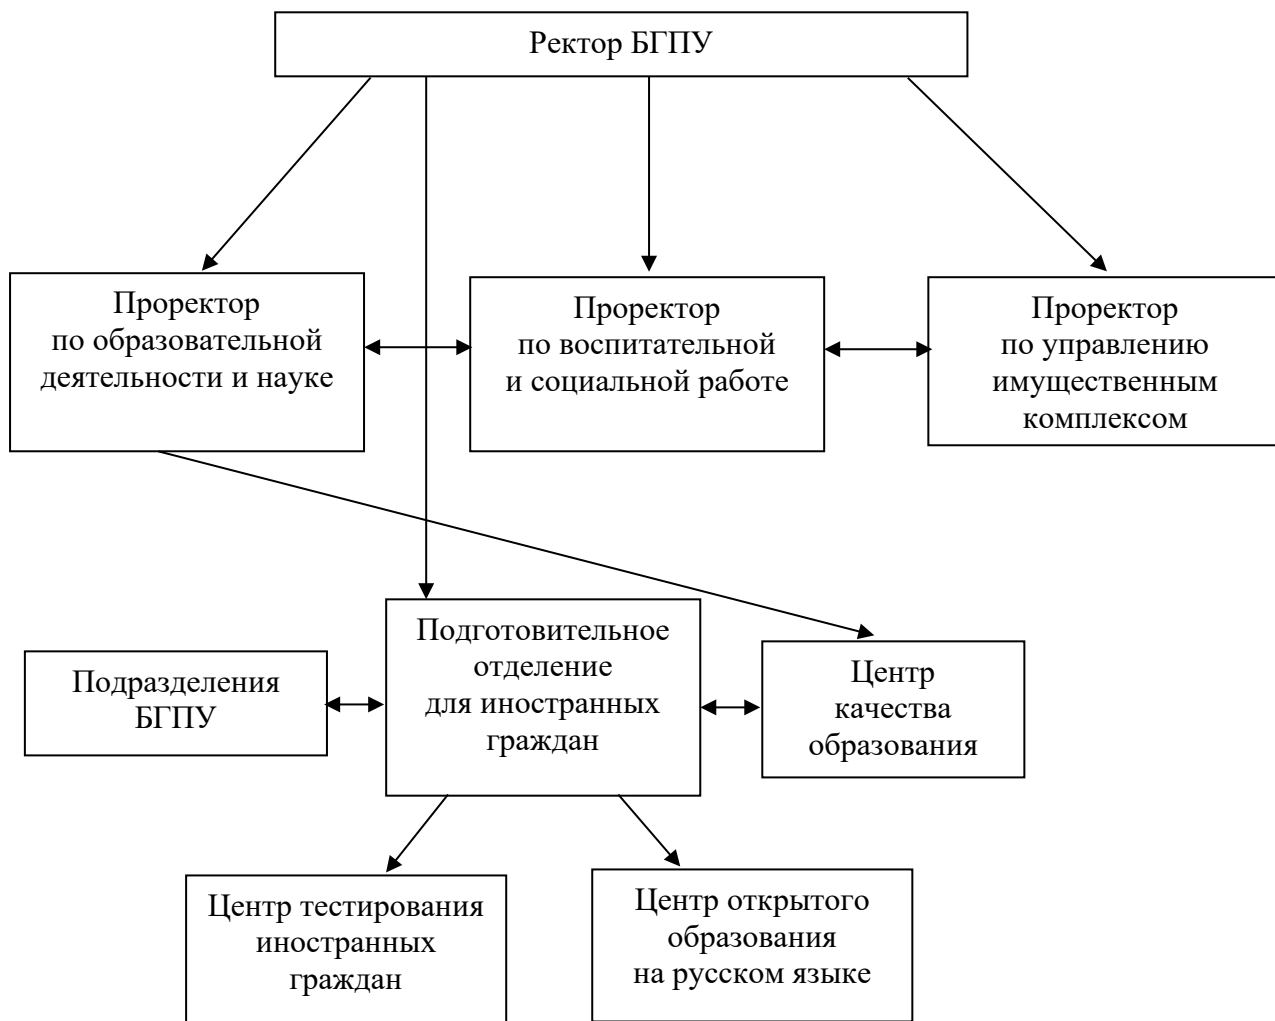 Ректор БГПУ
Проректор
по образовательной
деятельности и науке
Проректор
по воспитательной
и социальной работе
Проректор
по управлению
имущественным
комплексом
Подразделения
БГПУ
Подготовительное
отделение
для иностранных
граждан
Центр
качества
образования
Центр тестирования
иностранных
граждан
Центр открытого
образования
на русском языке